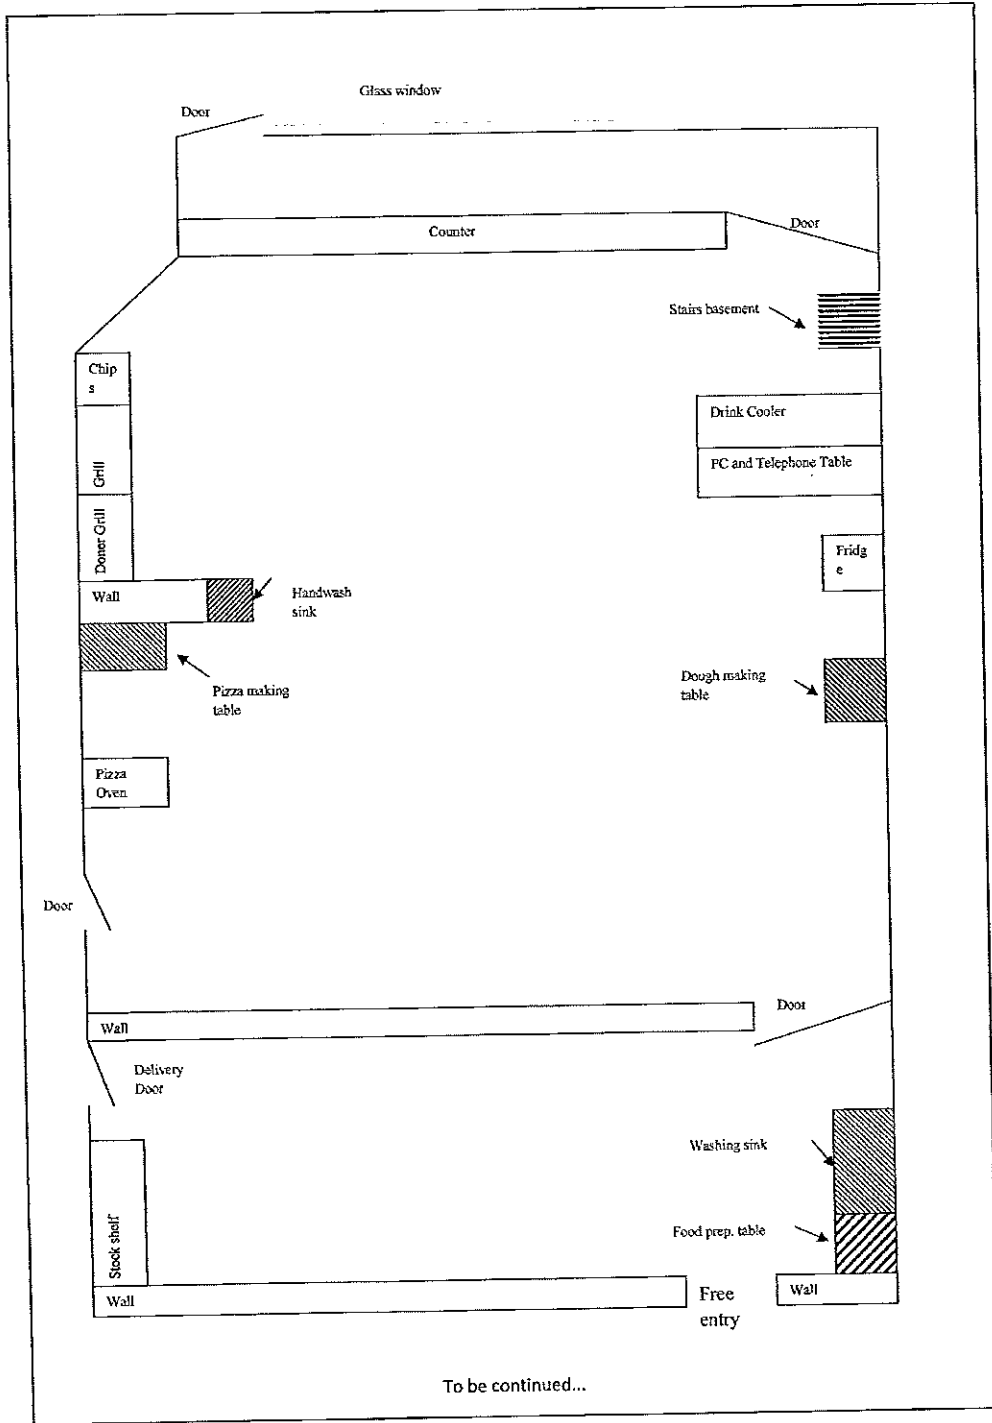 Glass window
Door
Counter
Door
Stairs basement
Chip
s
Drink Cooler
Grill
PC and Telephone Table
Doner Grill
Fridg
e
Wall
Handwash
sink
Pizza making
table
Dough making
table
Pizza
Oven
Door
Wall
Door
Delivery
Door
Washing sink
Stock shelf
Food prep. table
Wall
Free
entry
Wall
To be continued...